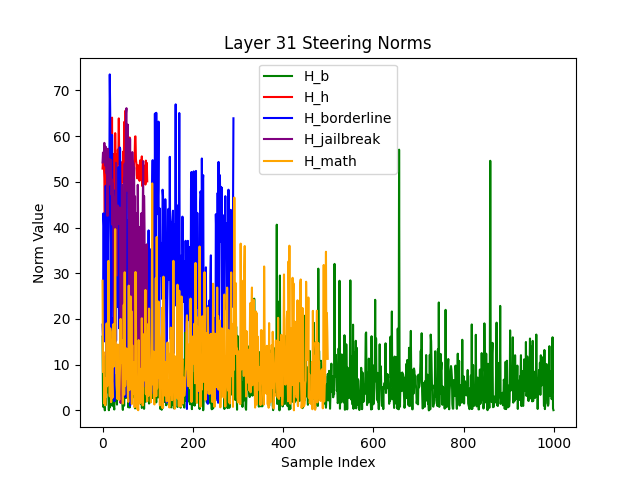 Layer 31 Steering Norms
H_b
H_h
H_borderline
H_jailbreak
H_math
Norm Value
70
60
50
40
30
20
10
0
0
200
400
600
800
1000
Sample Index